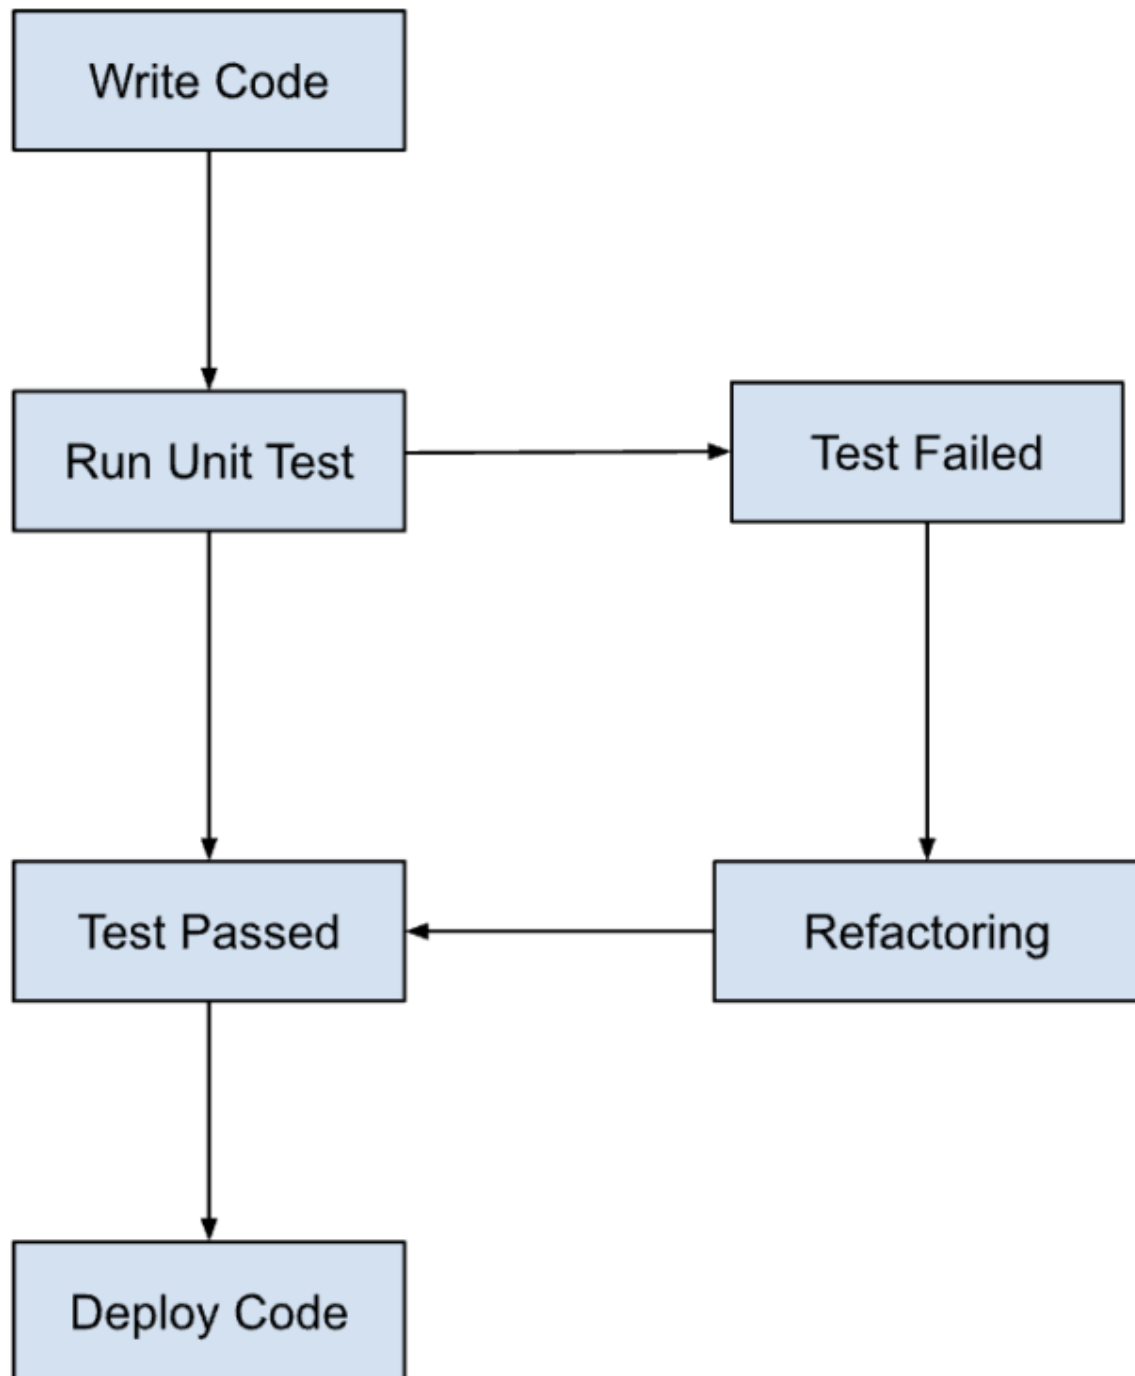 Write Code
Run Unit Test
Test Failed
Test Passed
Refactoring
Deploy Code